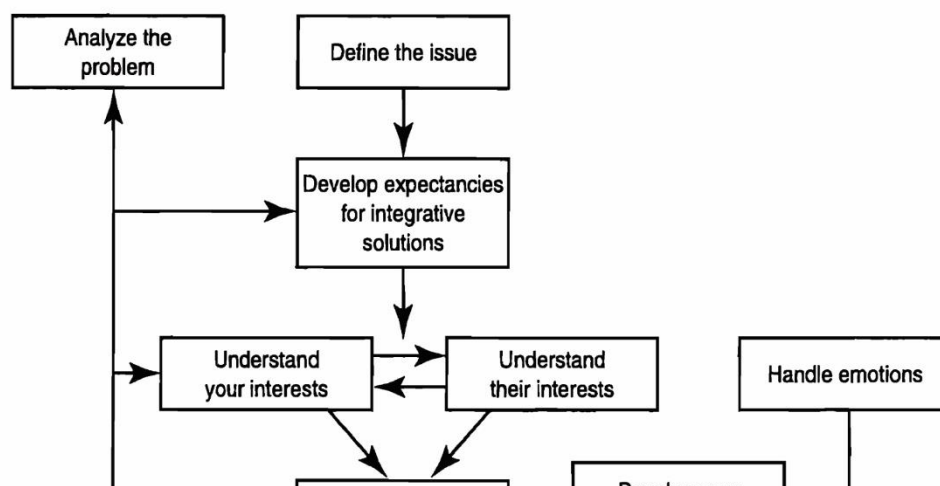 Analyze the
problem
Define the issue
Develop expectancies
for integrative
solutions
Understand
your interests
Understand
their interests
Handle emotions